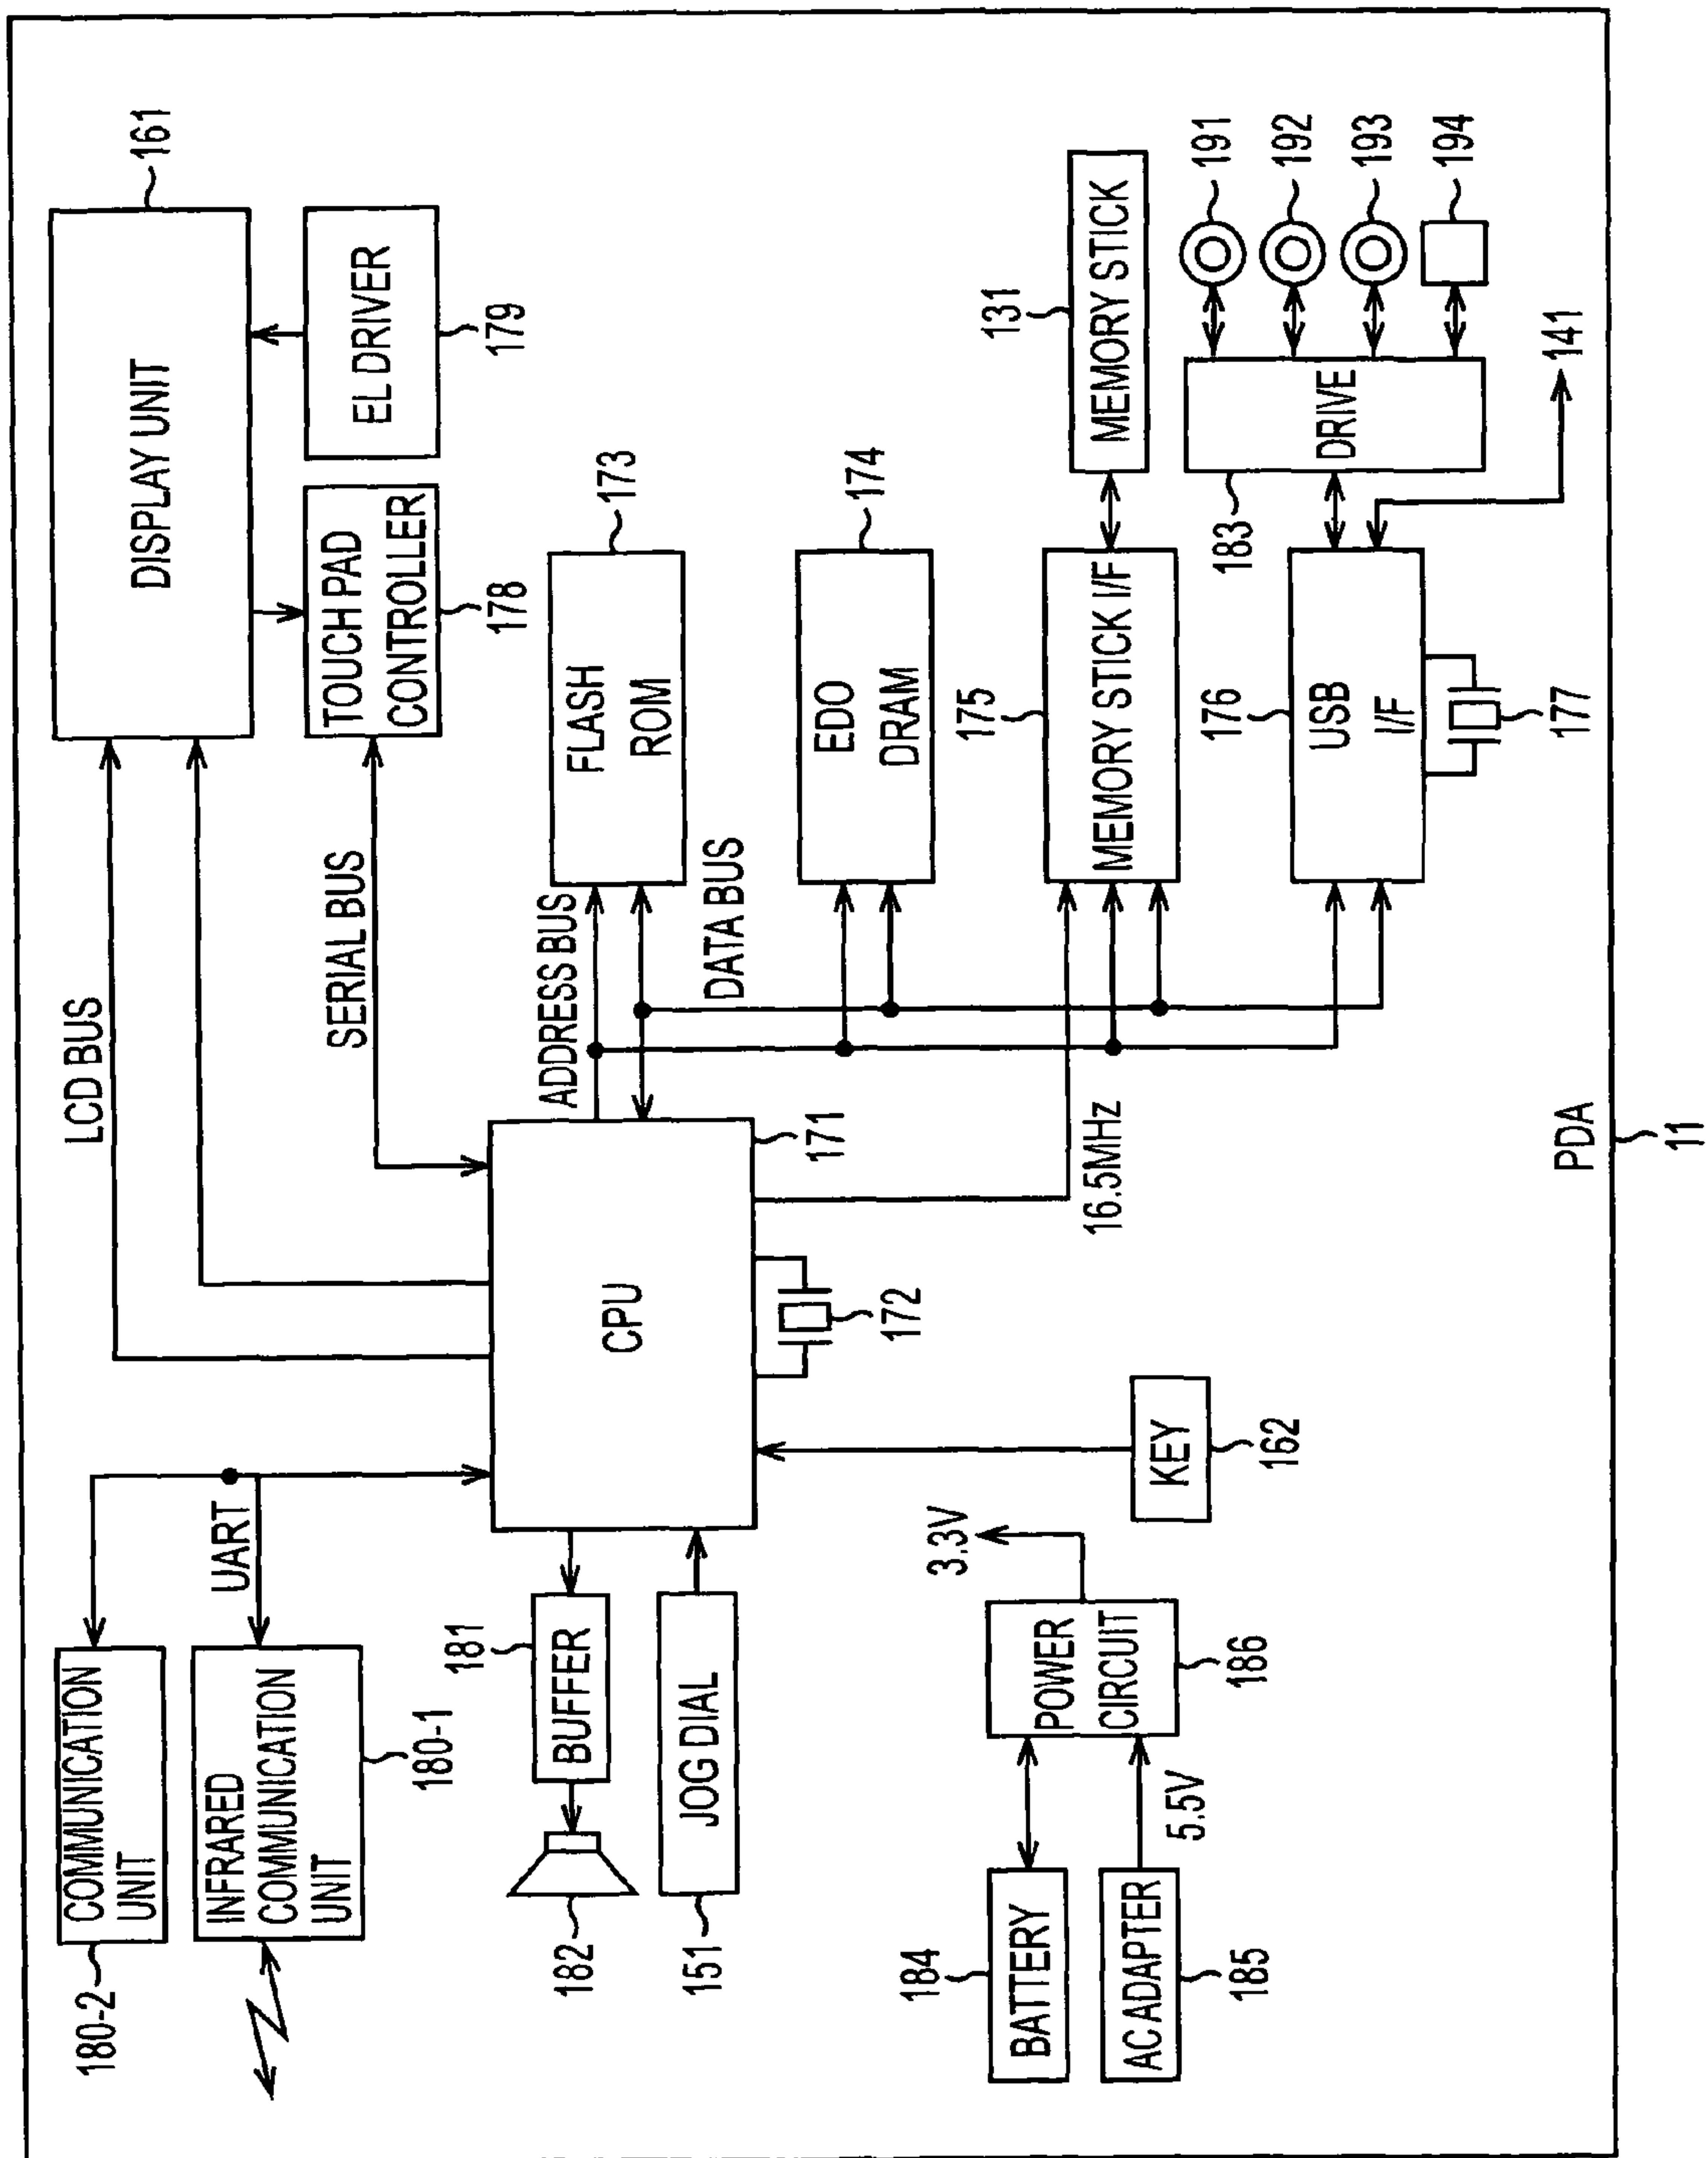 180-2
COMMUNICATION
UNIT
UART
LCD BUS
DISPLAY UNIT
161
INFRARED
COMMUNICATION
UNIT
180-1
SERIAL BUS
TOUCH PAD
CONTROLLER
178
EL DRIVER
179
182
BUFFER
181
CPU
171
ADDRESS BUS
FLASH
ROM
173
151
JOG DIAL
DATA BUS
172
EDO
DRAM
174
184
BATTERY
3.3V
POWER
CIRCUIT
186
16.5MHz
175
MEMORY STICK I/F
131
MEMORY STICK
AC ADAPTER
185
5.5V
KEY
162
176
USB
I/F
177
183
DRIVE
191
192
193
194
141
PDA
11